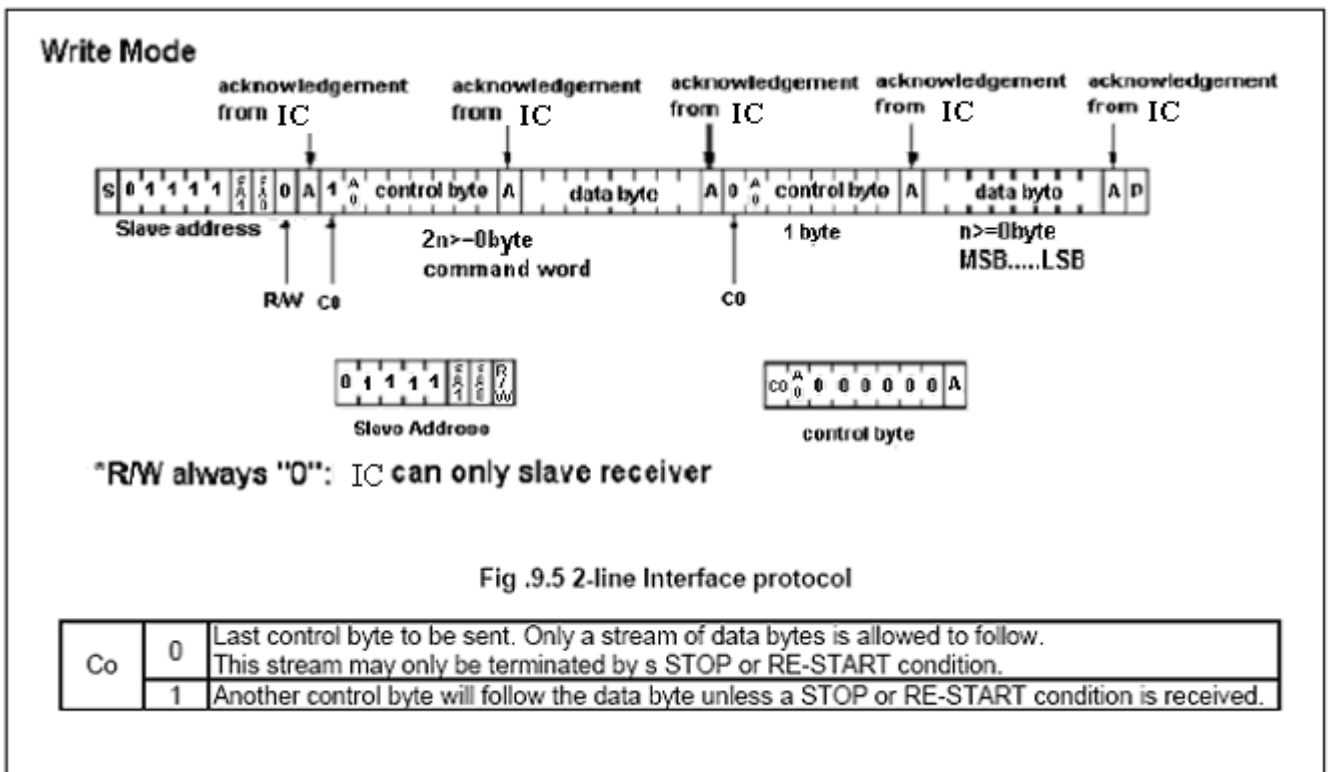 Write Mode
acknowledgement acknowledgement acknowledgement acknowledgement acknowledgement
from IC from IC from IC from IC from IC
S 0 1 1 1 1 SA1 SA0 0 A 1 A0 control byte A data byte A 0 A0 control byte A data byte A P
Slave address 2n>=0byte 1 byte n>=0byte
command word MSB.....LSB
R/W C0 C0
0 1 1 1 1 R/W CO A0 0 0 0 0 0 0 A
Slave Address control byte
*R/W always "0": IC can only slave receiver
Fig .9.5 2-line Interface protocol
Co 0 Last control byte to be sent. Only a stream of data bytes is allowed to follow.
This stream may only be terminated by s STOP or RE-START condition.
1 Another control byte will follow the data byte unless a STOP or RE-START condition is received.